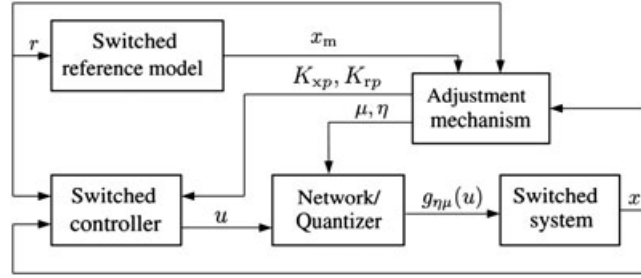 r
Switched
reference model
x_m
K_xp, K_rp
μ, η
Adjustment
mechanism
Switched
controller
u
Network/
Quantizer
g_ημ(u)
Switched
system
x